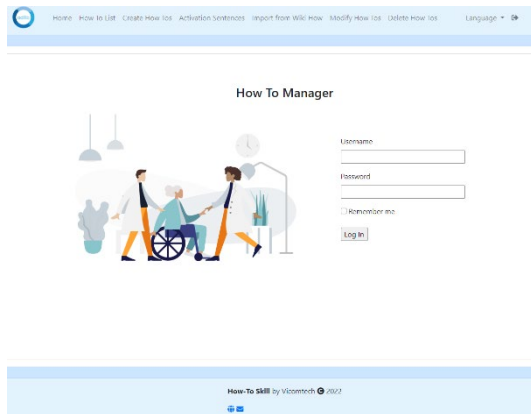 Home How To List Create How Tos Activation Sentences Import from Wiki How Modify How Tos Delete How Tos Language
How To Manager
Username
Password
Remember me
Log In
How-To Skill by Vicomtech 2022